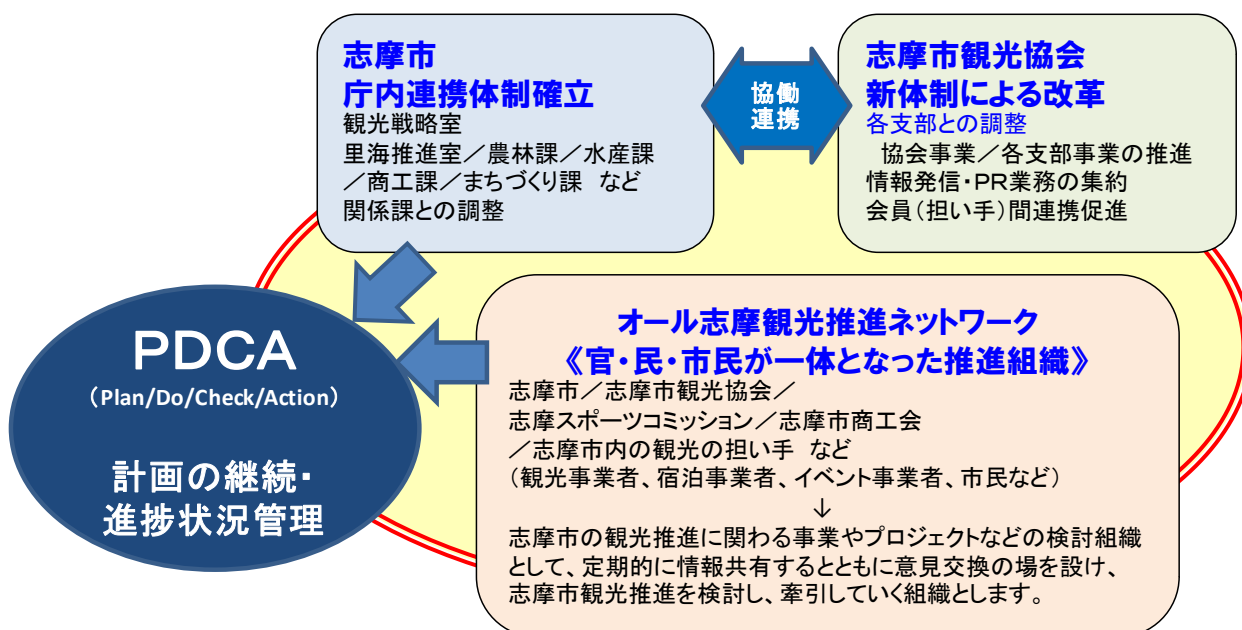 志摩市
庁内連携体制確立
観光戦略室
里海推進室／農林課／水産課
／商工課／まちづくり課 など
関係課との調整
協働
連携
志摩市観光協会
新体制による改革
各支部との調整
協会事業／各支部事業の推進
情報発信・PR業務の集約
会員（担い手）間連携促進
PDCA
（Plan/Do/Check/Action）
計画の継続・
進捗状況管理
オール志摩観光推進ネットワーク
《官・民・市民が一体となった推進組織》
志摩市／志摩市観光協会／
志摩スポーツコミッション／志摩市商工会
／志摩市内の観光の担い手 など
（観光事業者、宿泊事業者、イベント事業者、市民など）
↓
志摩市の観光推進に関わる事業やプロジェクトなどの検討組織
として、定期的に情報共有するとともに意見交換の場を設け、
志摩市観光推進を検討し、牽引していく組織とします。